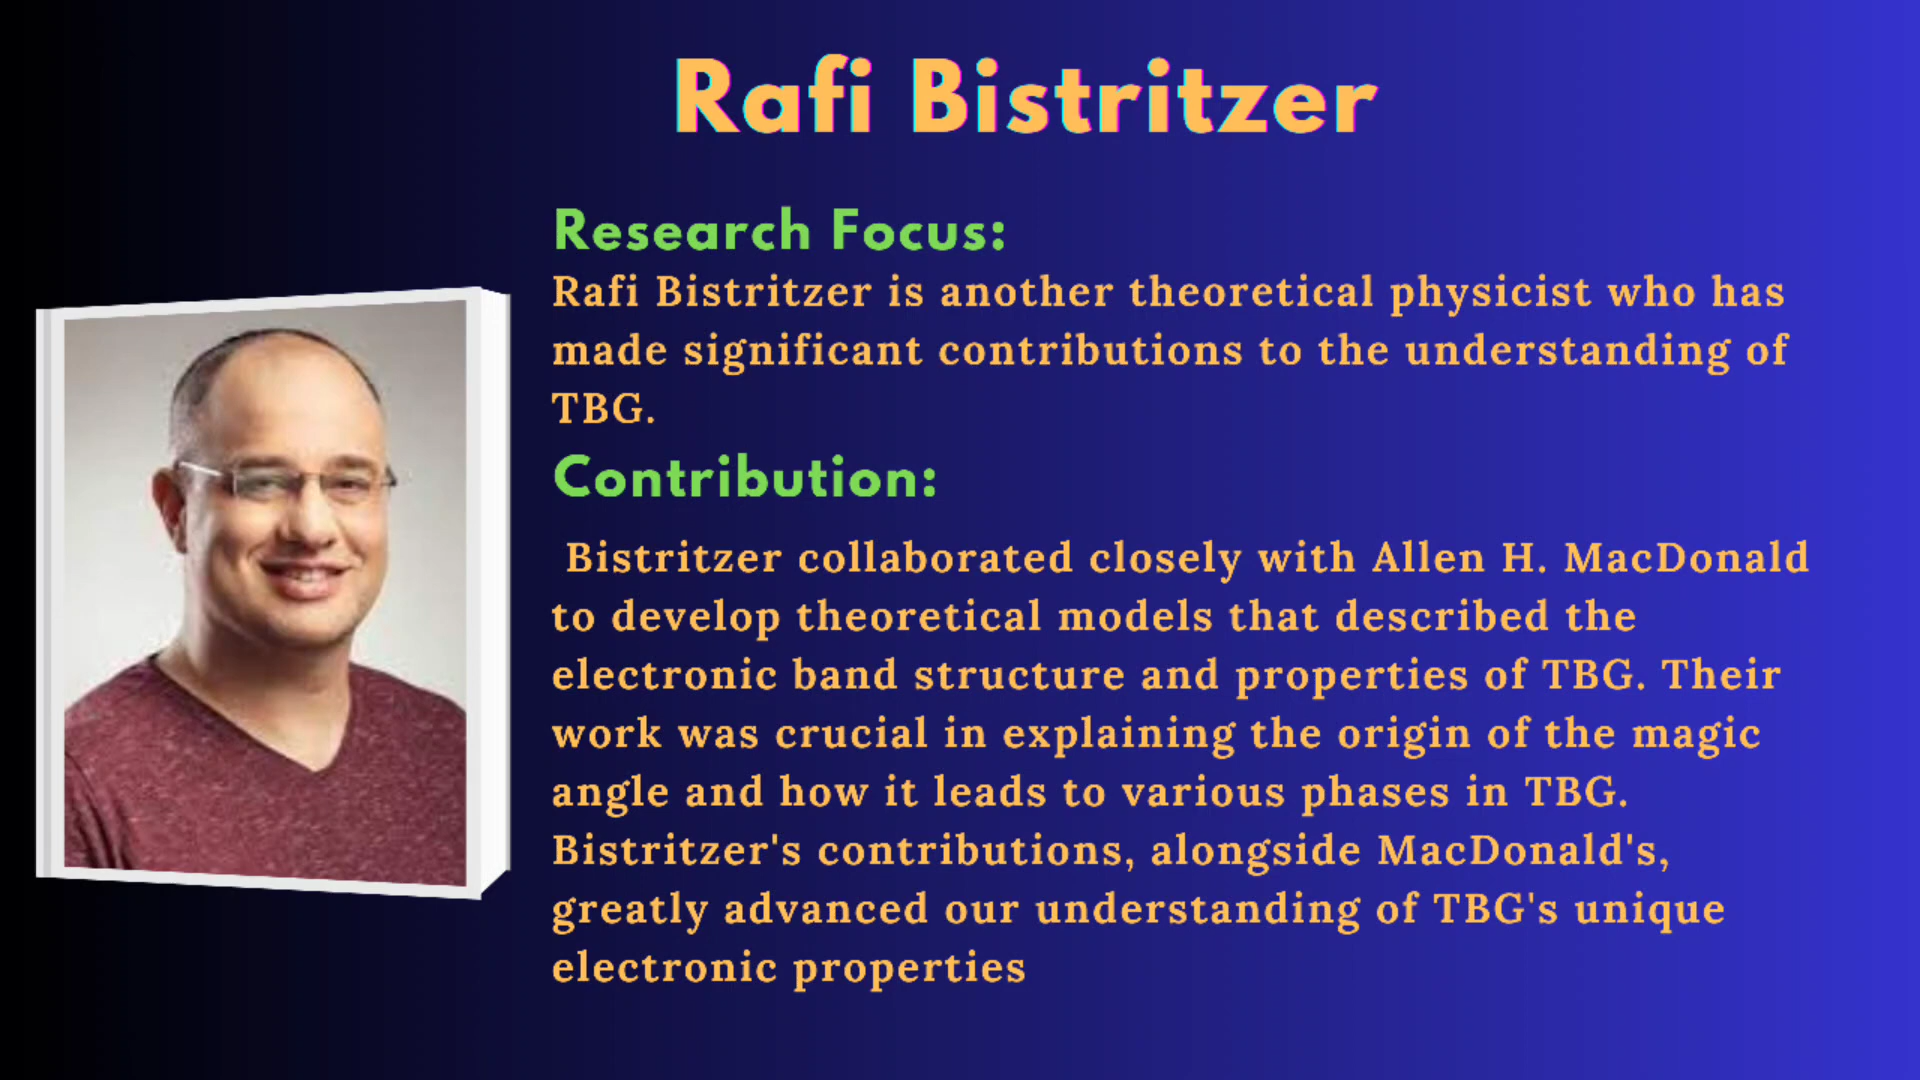 Rafi Bistritzer
Research Focus:
Rafi Bistritzer is another theoretical physicist who has
made significant contributions to the understanding of
TBG.
Contribution:
Bistritzer collaborated closely with Allen H. MacDonald
to develop theoretical models that described the
electronic band structure and properties of TBG. Their
work was crucial in explaining the origin of the magic
angle and how it leads to various phases in TBG.
Bistritzer's contributions, alongside MacDonald's,
greatly advanced our understanding of TBG's unique
electronic properties